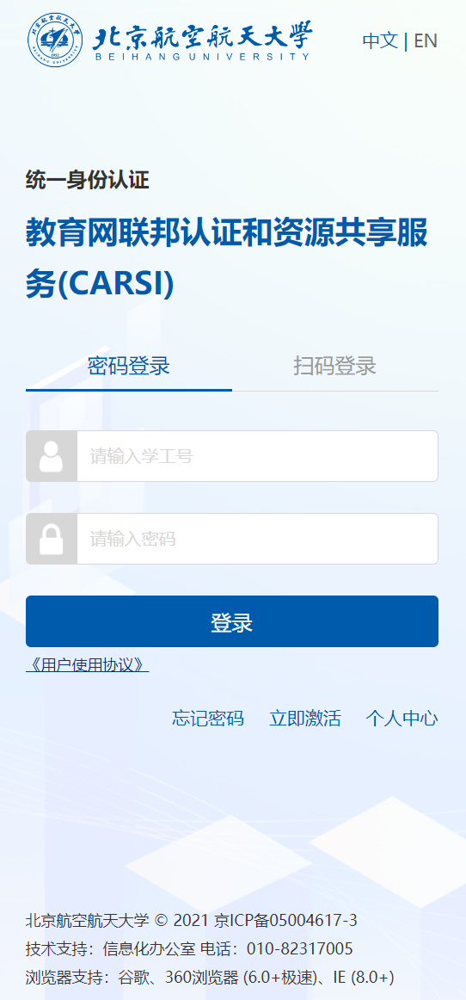 北京航空航天大學
BEIHANG UNIVERSITY
中文 | EN
统一身份认证
教育网联邦认证和资源共享服
务(CARSI)
密码登录 扫码登录
请输入学工号
请输入密码
登录
《用户使用协议》
忘记密码 立即激活 个人中心
北京航空航天大学 © 2021 京ICP备05004617-3
技术支持：信息化办公室 电话：010-82317005
浏览器支持：谷歌、360浏览器 (6.0+极速)、IE (8.0+)